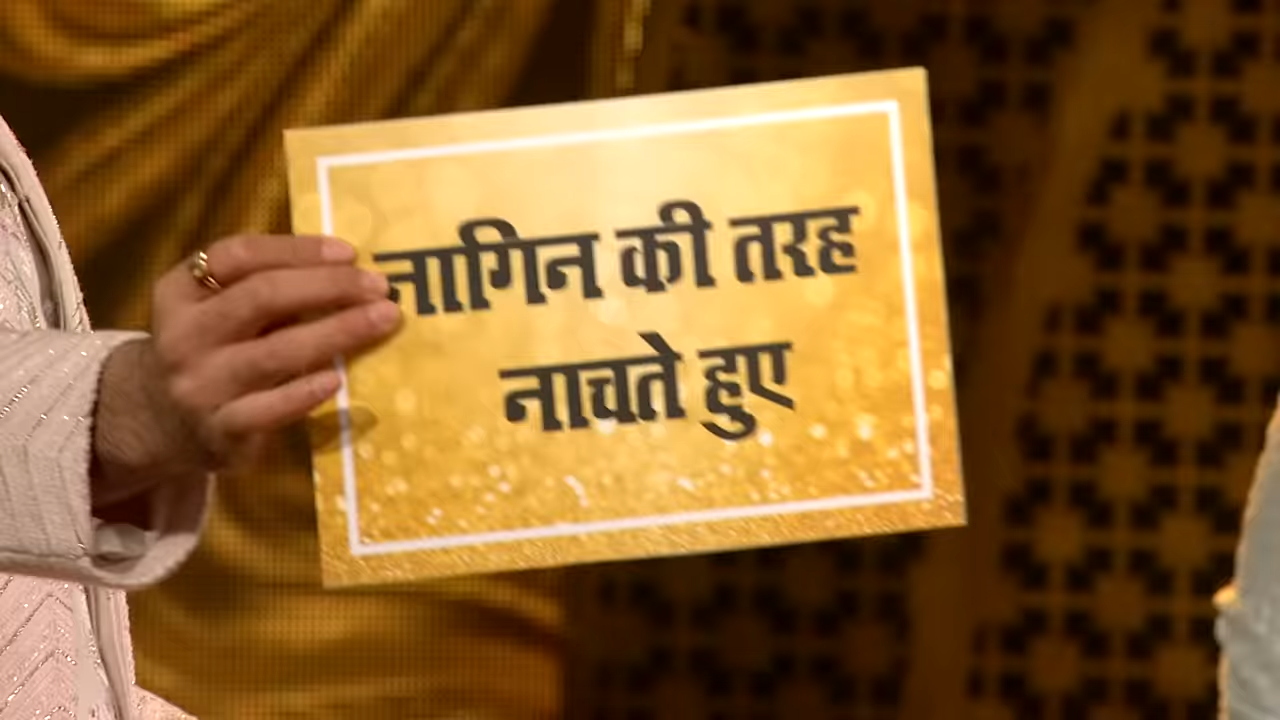 नागिन की तरह
नाचते हुए